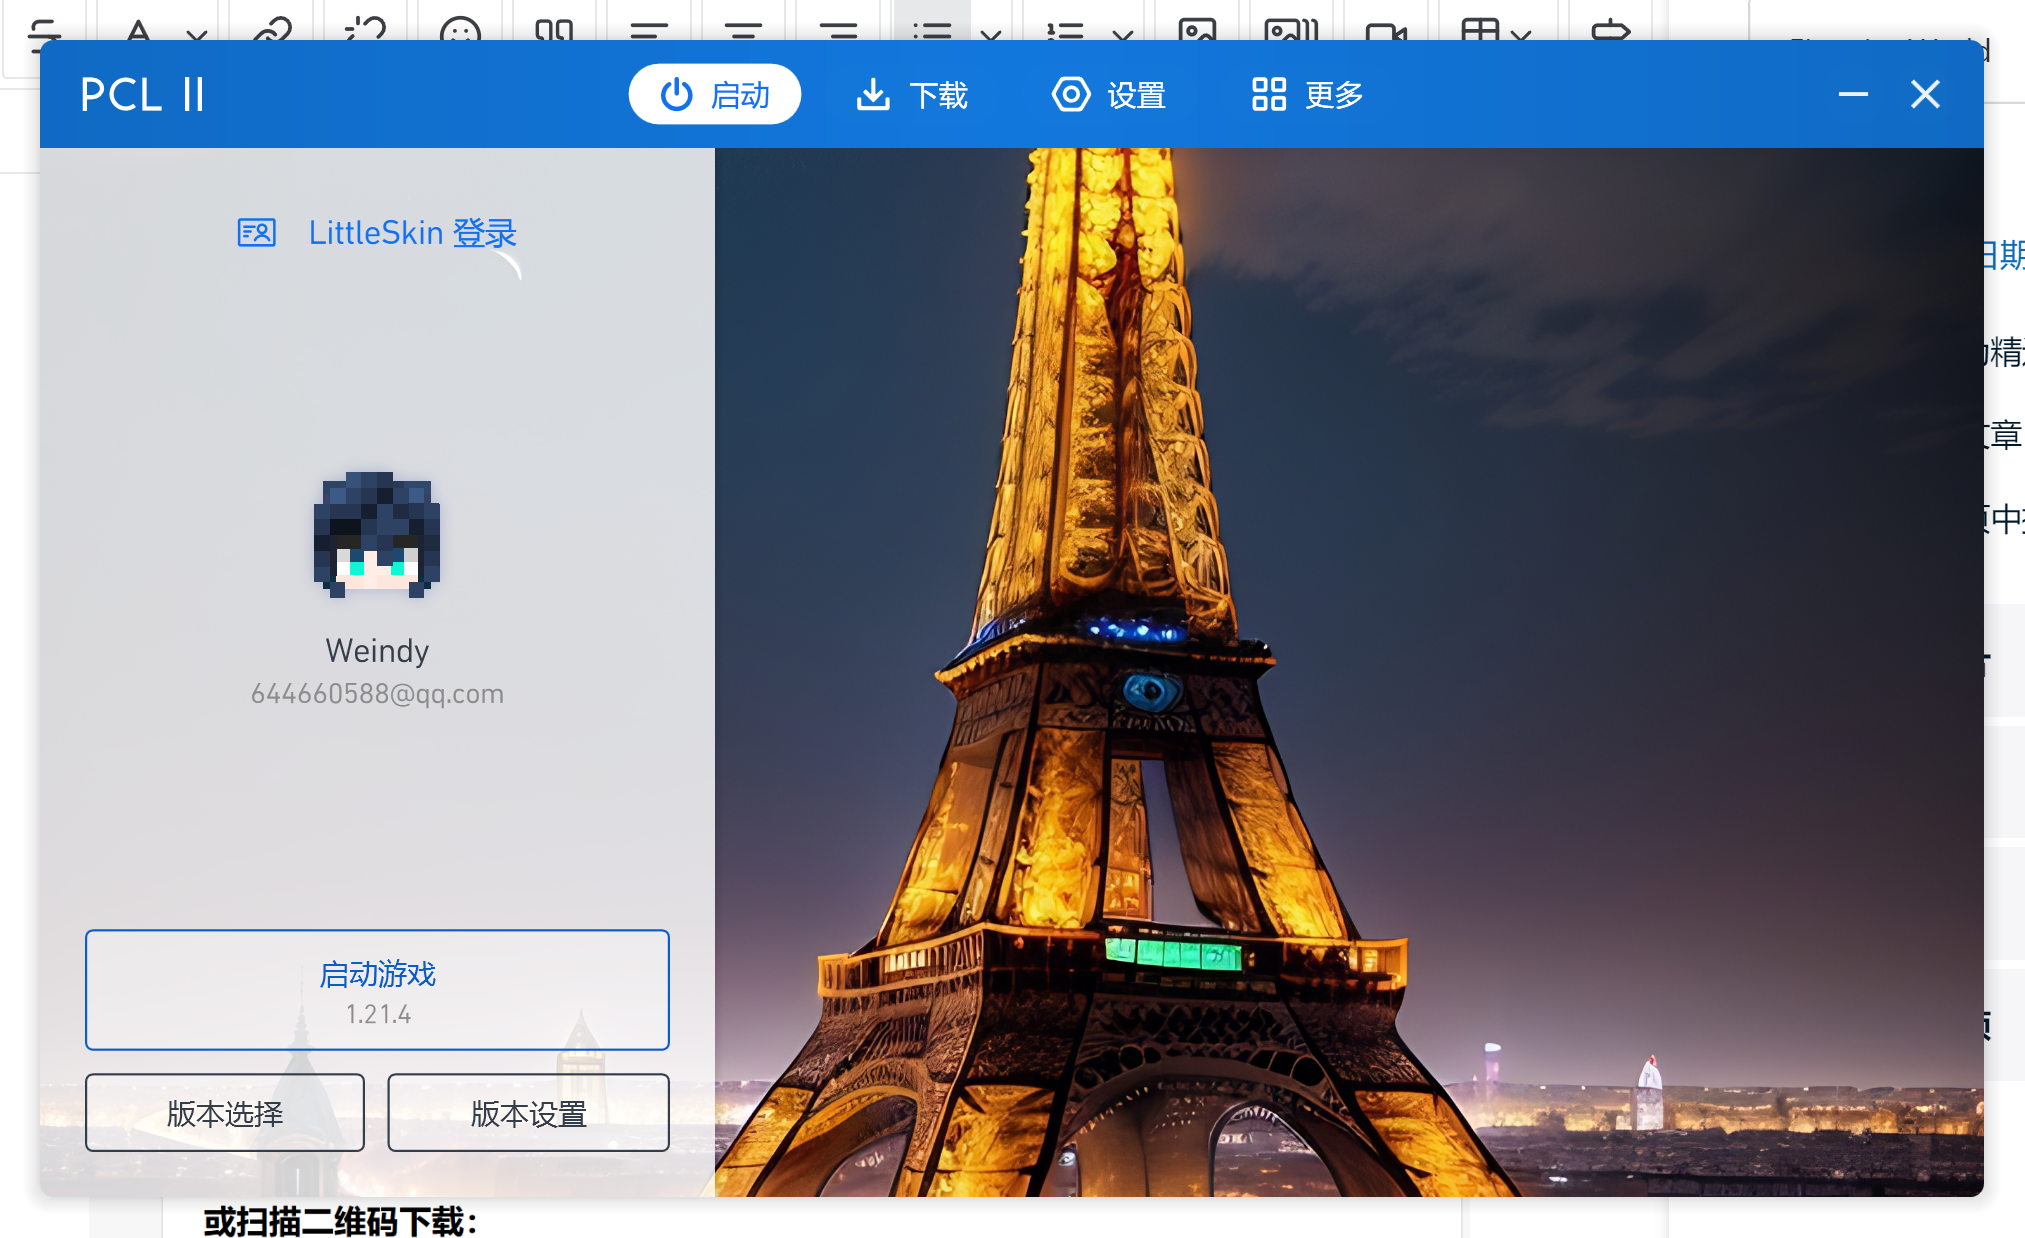 PCL II
启动
下载
设置
更多
LittleSkin 登录
日期
精
Weindy
644660588@qq.com
章
中
启动游戏
1.21.4
版本选择
版本设置
或扫描二维码下载：